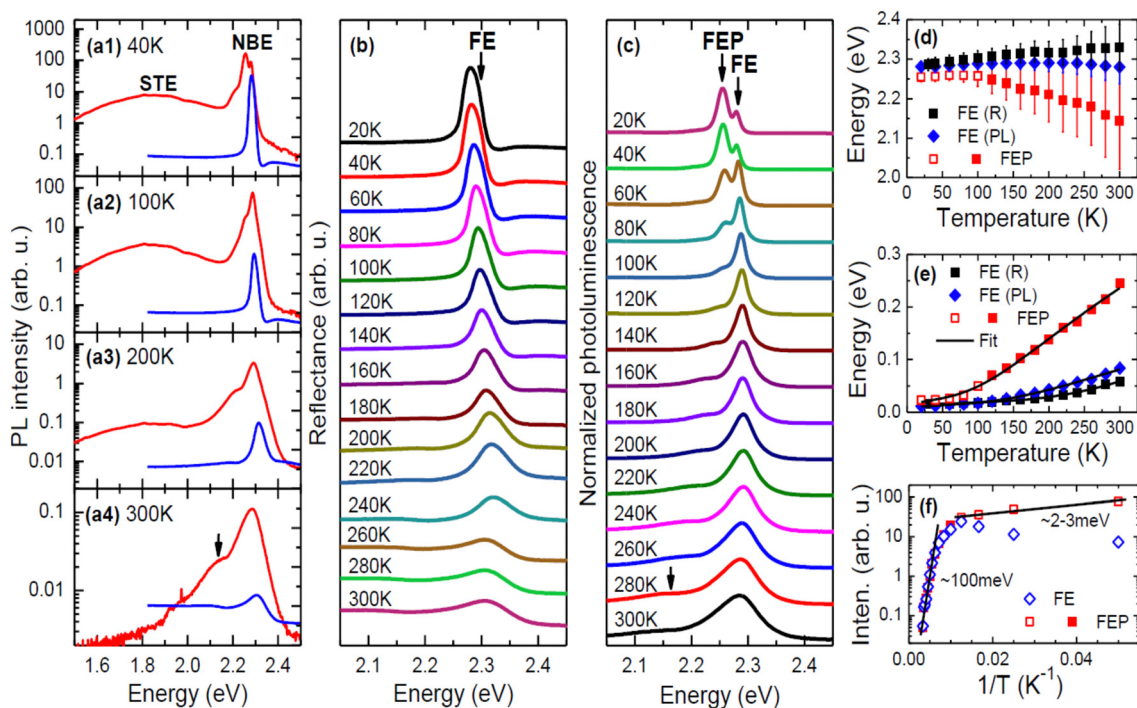 (a1) 40K
NBE
STE
1000
100
10
1
0.1
(a2) 100K
100
10
1
0.1
(a3) 200K
10
1
0.1
0.01
(a4) 300K
0.1
0.01
PL intensity (arb. u.)
1.5 1.8 2.1 2.4
Energy (eV)
(b)
FE
20K
40K
60K
80K
100K
120K
140K
160K
180K
200K
220K
240K
260K
280K
300K
Reflectance (arb. u.)
2.1 2.2 2.3 2.4
Energy (eV)
(c)
FEP
FE
20K
40K
60K
80K
100K
120K
140K
160K
180K
200K
220K
240K
260K
280K
300K
Normalized photoluminescence
2.1 2.2 2.3 2.4
Energy (eV)
(d)
2.4
2.3
2.2
2.1
2.0
Energy (eV)
FE (R)
FE (PL)
FEP
0 50 100 150 200 250 300
Temperature (K)
(e)
FE (R)
FE (PL)
FEP
Fit
0.3
0.2
0.1
0.0
Energy (eV)
0 50 100 150 200 250 300
Temperature (K)
(f)
100
10
1
0.1
Inten. (arb. u.)
~2-3meV
~100meV
FE
FEP
0.00 0.02 0.04
1/T (K⁻¹)